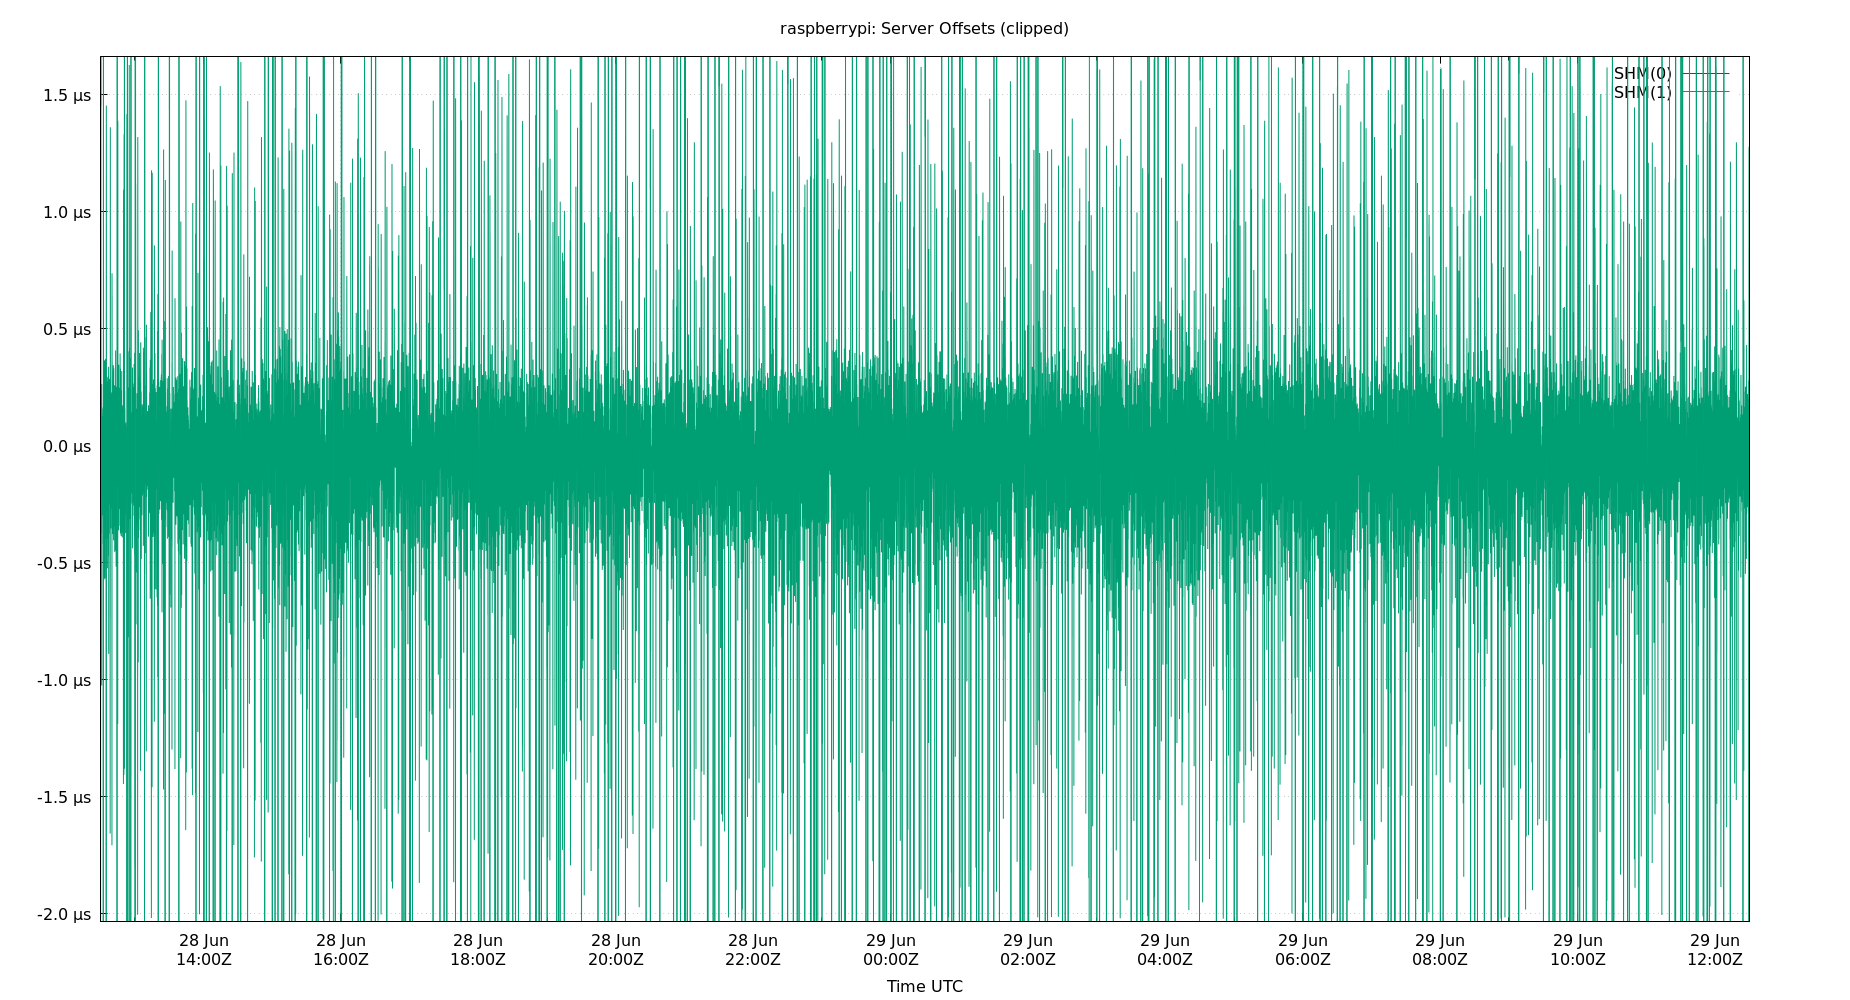 raspberrypi: Server Offsets (clipped)
SHM(0)
SHM(1)
1.5 µs
1.0 µs
0.5 µs
0.0 µs
-0.5 µs
-1.0 µs
-1.5 µs
-2.0 µs
28 Jun 28 Jun 28 Jun 28 Jun 28 Jun 29 Jun 29 Jun 29 Jun 29 Jun 29 Jun 29 Jun 29 Jun
14:00Z 16:00Z 18:00Z 20:00Z 22:00Z 00:00Z 02:00Z 04:00Z 06:00Z 08:00Z 10:00Z 12:00Z
Time UTC